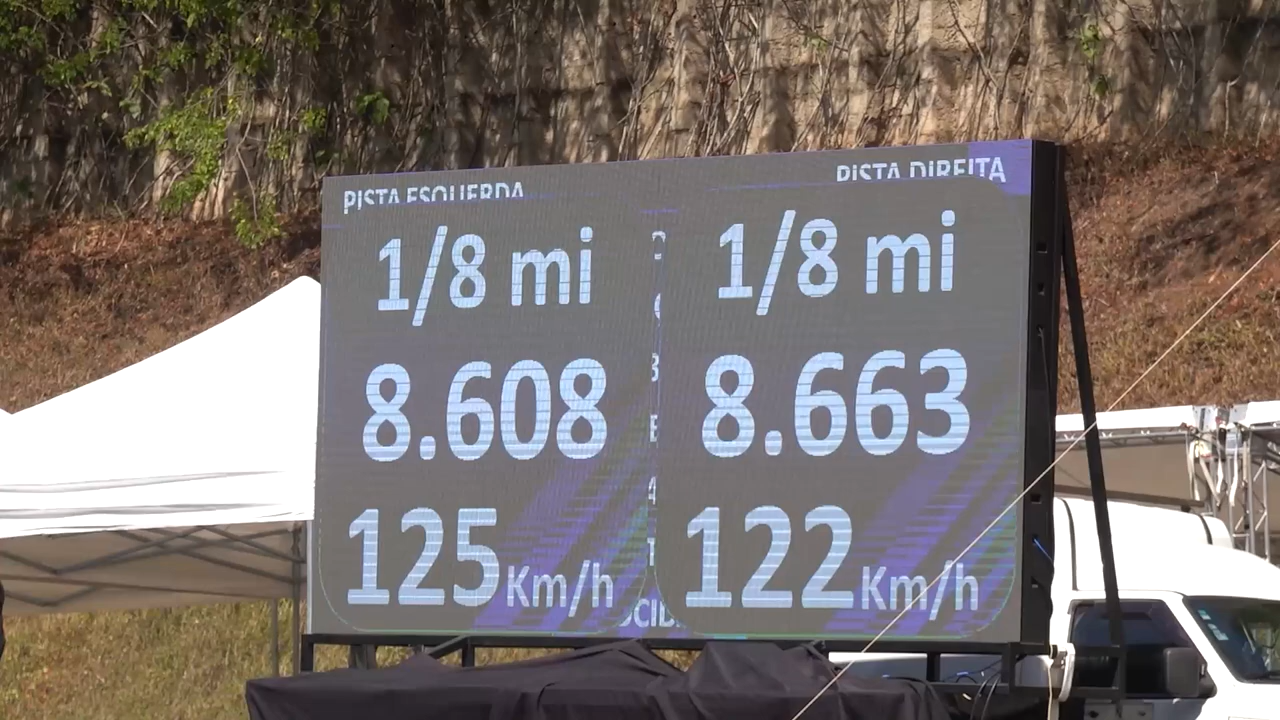 PISTA ESQUERDA
1/8 mi
8.608
125 Km/h
PISTA DIREITA
1/8 mi
8.663
122 Km/h